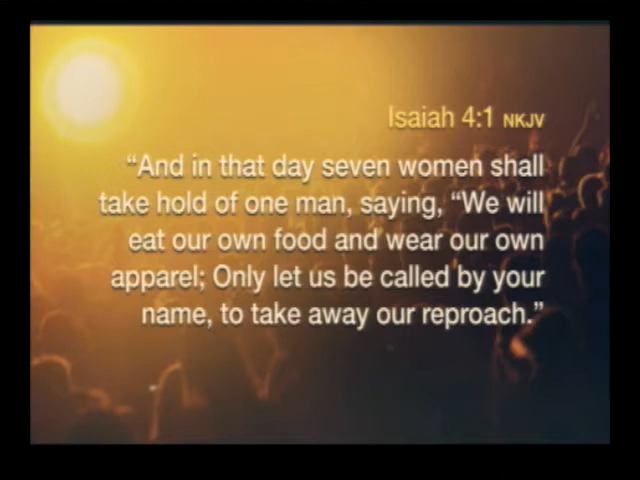 Isaiah 4:1 NKJV
“And in that day seven women shall
take hold of one man, saying, “We will
eat our own food and wear our own
apparel; Only let us be called by your
name, to take away our reproach.”